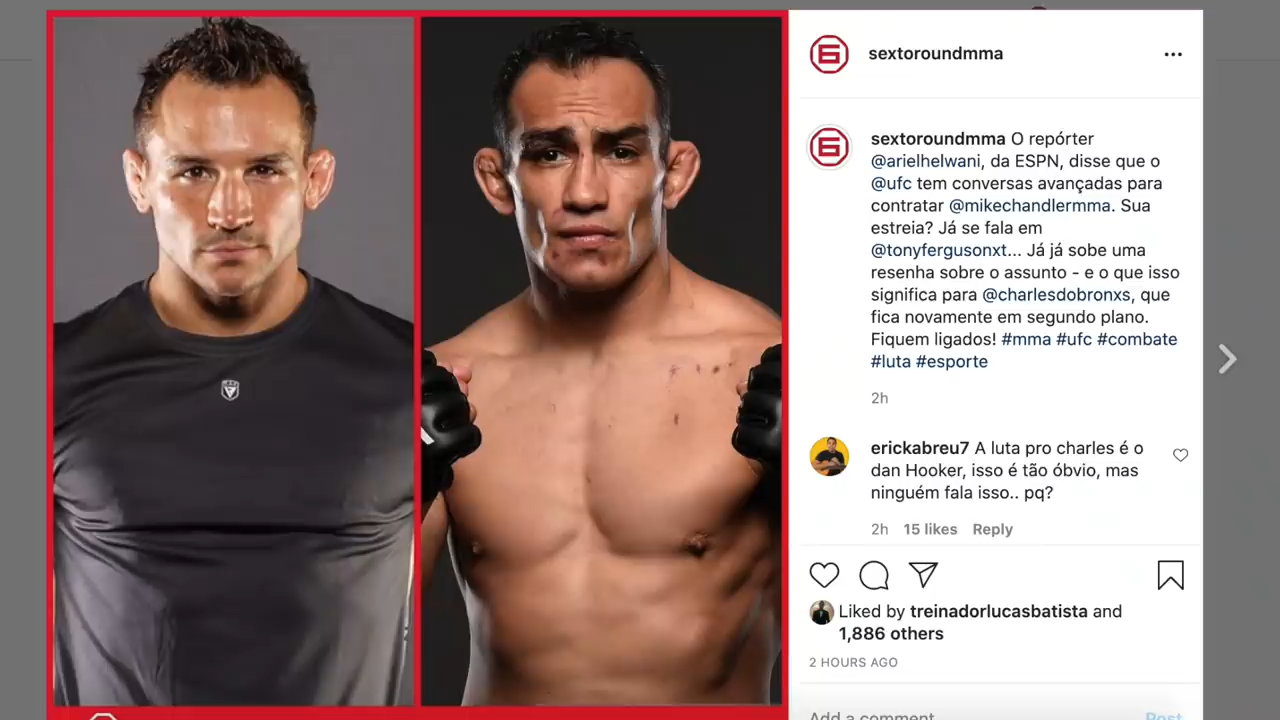 sextoroundmma
sextoroundmma O repórter
@arielhelwani, da ESPN, disse que o
@ufc tem conversas avançadas para
contratar @mikechandlermma. Sua
estreia? Já se fala em
@tonyfergusonxt... Já já sobe uma
resenha sobre o assunto - e o que isso
significa para @charlesdobronxs, que
fica novamente em segundo plano.
Fiquem ligados! #mma #ufc #combate
#luta #esporte
2h
erickabreu7 A luta pro charles é o
dan Hooker, isso é tão óbvio, mas
ninguém fala isso.. pq?
2h 15 likes Reply
Liked by treinadorlucasbatista and
1,886 others
2 HOURS AGO
Add a comment... Post